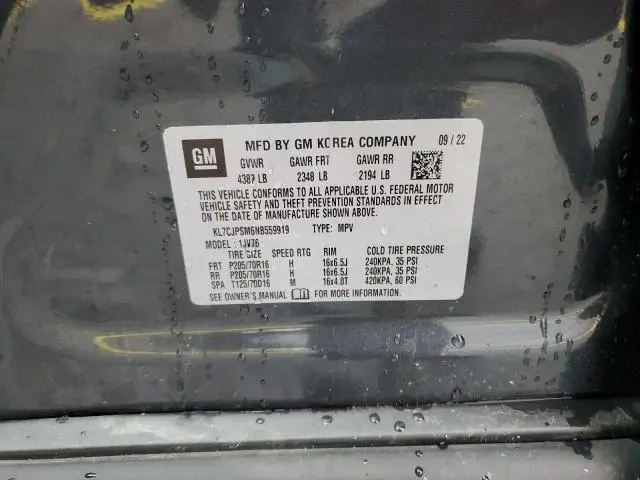 GM
MFD BY GM KOREA COMPANY 09 / 22
GVWR GAWR FRT GAWR RR
4387 LB 2348 LB 2194 LB
THIS VEHICLE CONFORMS TO ALL APPLICABLE U.S. FEDERAL MOTOR
VEHICLE SAFETY AND THEFT PREVENTION STANDARDS IN EFFECT
ON THE DATE OF MANUFACTURE SHOWN ABOVE.
KL7CJPSM6NB559919 TYPE: MPV
MODEL: 1JV76
TIRE SIZE SPEED RTG RIM COLD TIRE PRESSURE
FRT P205/70R16 H 16x6.5J 240KPA, 35 PSI
RR P205/70R16 H 16x6.5J 240KPA, 35 PSI
SPA T125/70D16 M 16x4.0T 420KPA, 60 PSI
SEE OWNER'S MANUAL FOR MORE INFORMATION.